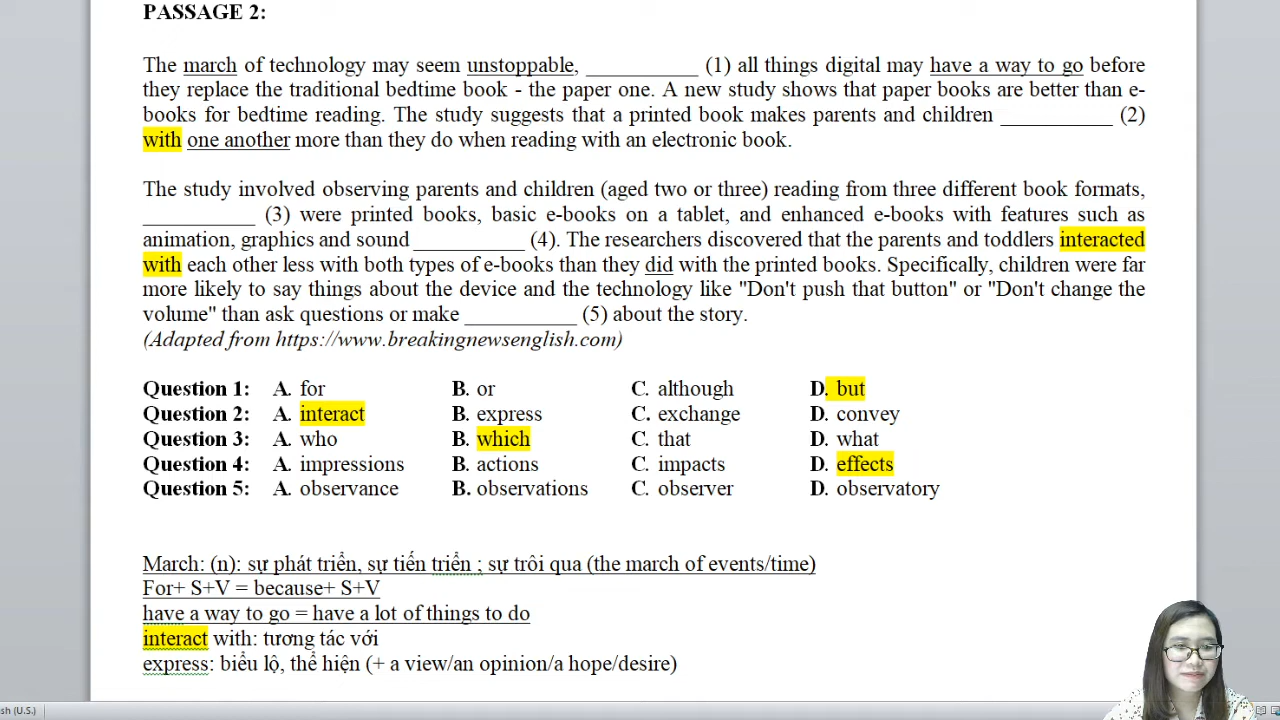 PASSAGE 2:
The march of technology may seem unstoppable, __________ (1) all things digital may have a way to go before
they replace the traditional bedtime book - the paper one. A new study shows that paper books are better than e-
books for bedtime reading. The study suggests that a printed book makes parents and children __________ (2)
with one another more than they do when reading with an electronic book.
The study involved observing parents and children (aged two or three) reading from three different book formats,
__________ (3) were printed books, basic e-books on a tablet, and enhanced e-books with features such as
animation, graphics and sound __________ (4). The researchers discovered that the parents and toddlers interacted
with each other less with both types of e-books than they did with the printed books. Specifically, children were far
more likely to say things about the device and the technology like "Don't push that button" or "Don't change the
volume" than ask questions or make __________ (5) about the story.
(Adapted from https://www.breakingnewsenglish.com)
Question 1: A. for B. or C. although D. but
Question 2: A. interact B. express C. exchange D. convey
Question 3: A. who B. which C. that D. what
Question 4: A. impressions B. actions C. impacts D. effects
Question 5: A. observance B. observations C. observer D. observatory
March: (n): sự phát triển, sự tiến triển ; sự trôi qua (the march of events/time)
For+ S+V = because+ S+V
have a way to go = have a lot of things to do
interact with: tương tác với
express: biểu lộ, thể hiện (+ a view/an opinion/a hope/desire)
sh (U.S.)